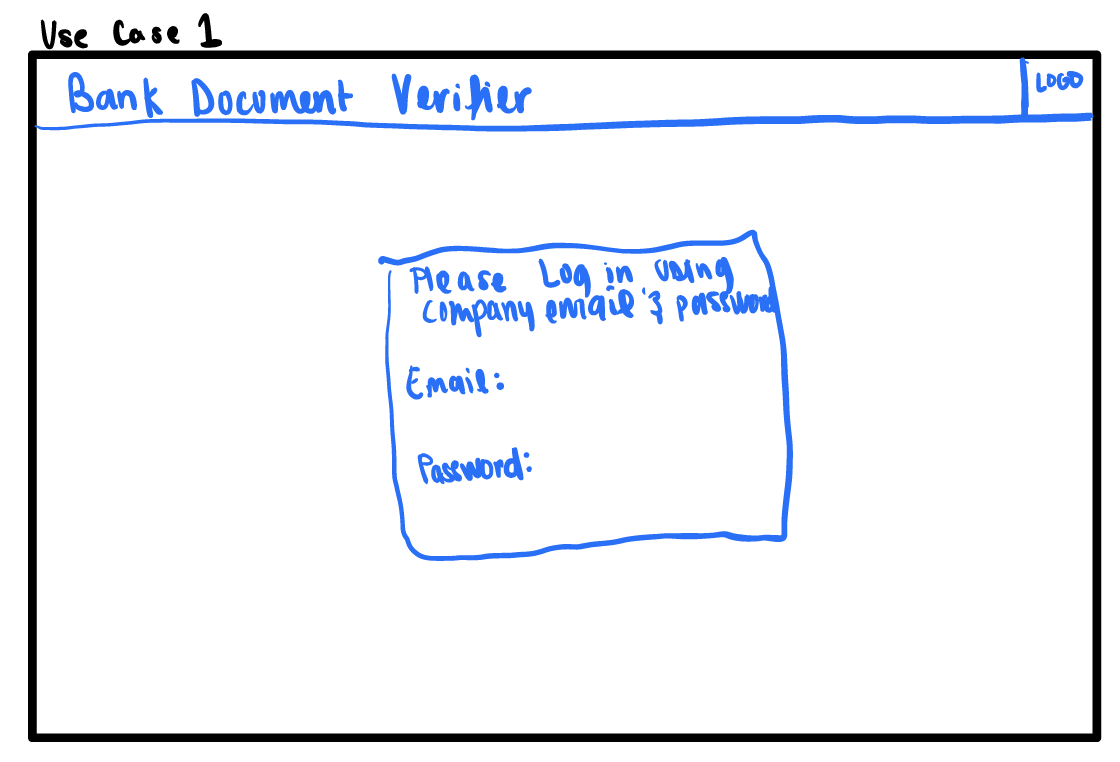 Use Case 1
Bank Document Verifier
LOGO
Please Log in using
company email & password
Email:
Password: